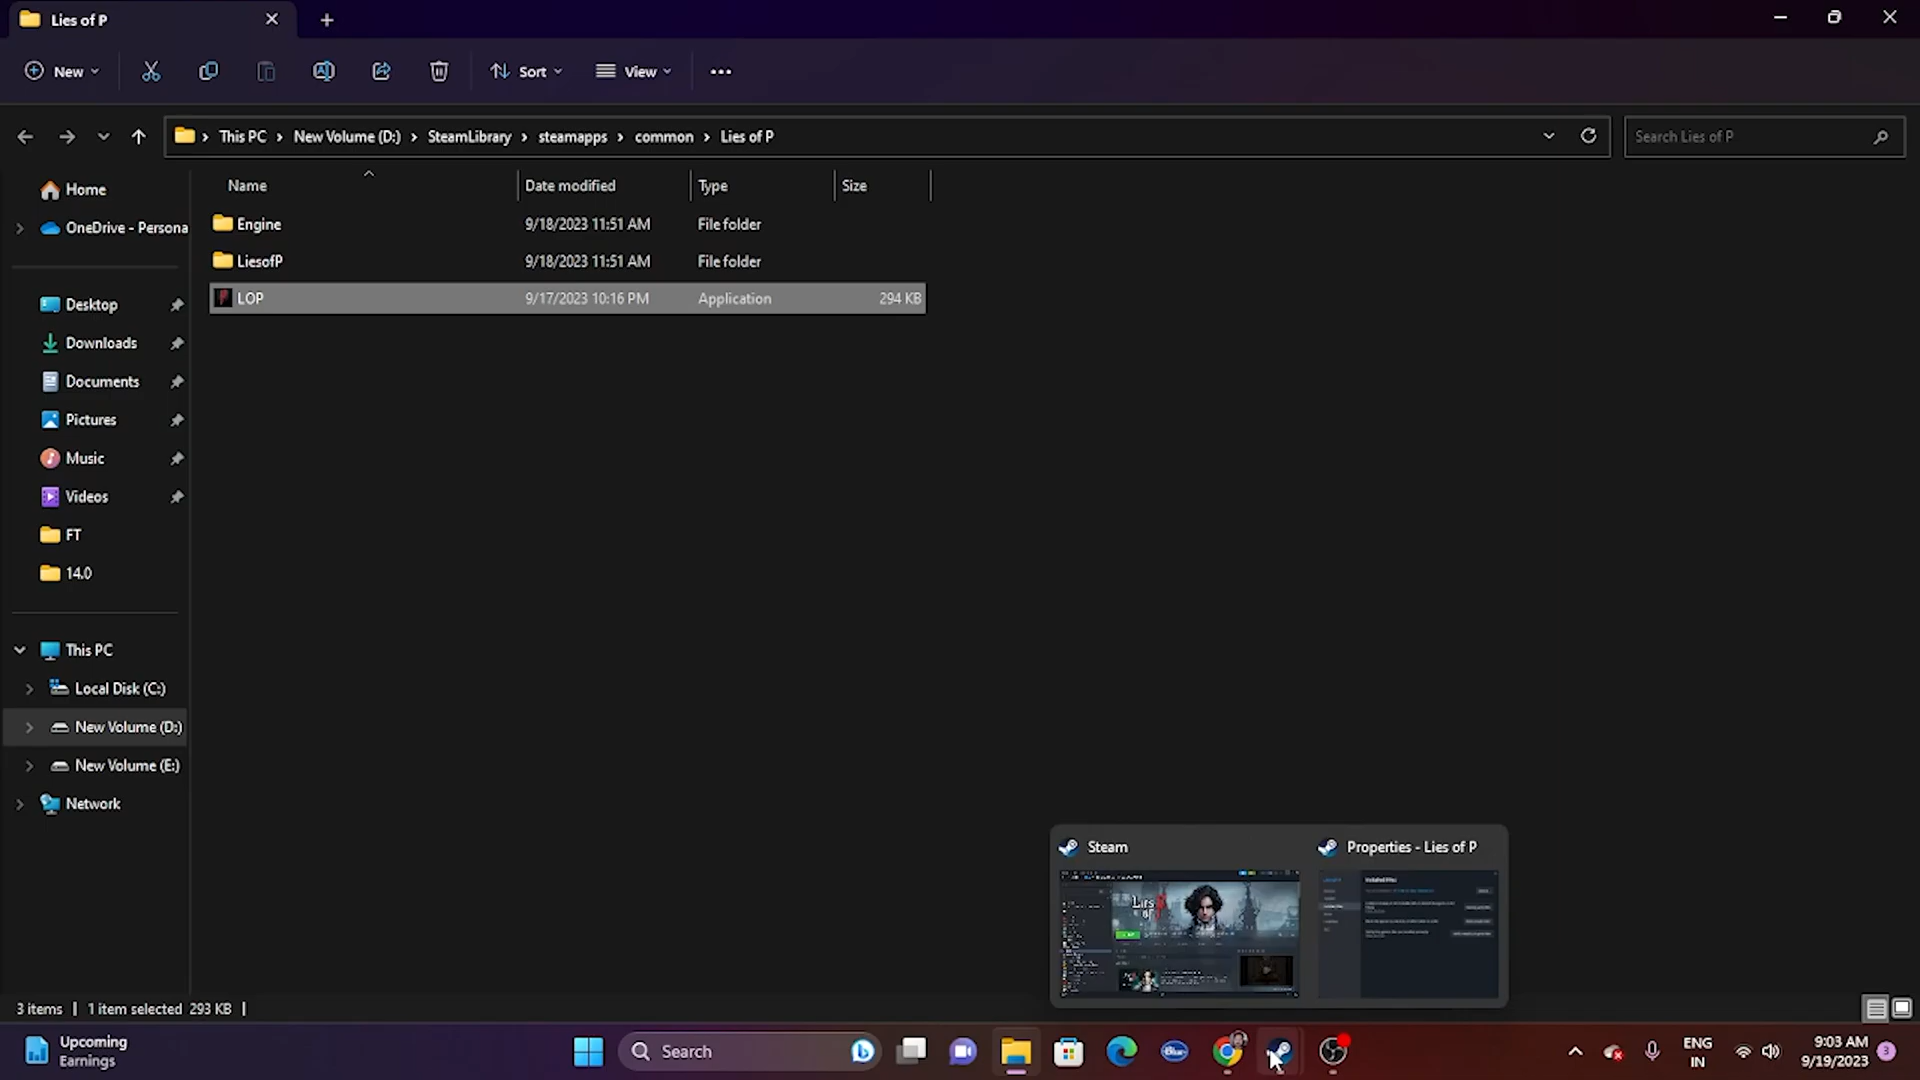 Lies of P
New
Sort
View
This PC
New Volume (D:)
SteamLibrary
steamapps
common
Lies of P
Search Lies of P
Name
Date modified
Type
Size
Engine
9/18/2023 11:51 AM
File folder
LiesofP
9/18/2023 11:51 AM
File folder
LOP
9/17/2023 10:16 PM
Application
294 KB
Home
OneDrive - Persona
Desktop
Downloads
Documents
Pictures
Music
Videos
FT
14.0
This PC
Local Disk (C:)
New Volume (D:)
New Volume (E:)
Network
Steam
Properties - Lies of P
Lies
of
3 items
1 item selected 293 KB
Upcoming
Earnings
Search
Blue
ENG
IN
9:03 AM
9/19/2023
3